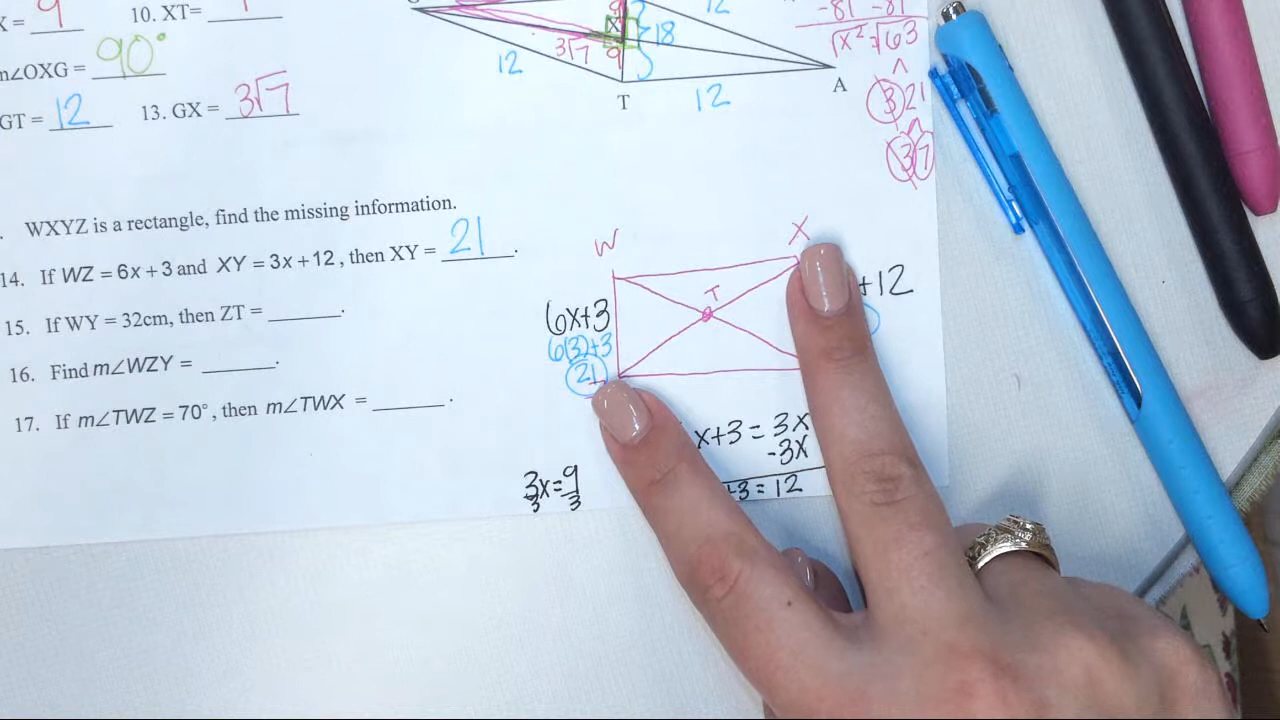 9
10. XT=
m∠OXG = 90°
GT = 12
13. GX = 3√7
12
12
3√7
9
X
18
12
T
A
-81 -81
√x² = √63
3 21
3 7
WXYZ is a rectangle, find the missing information.
14. If WZ = 6x + 3 and XY = 3x + 12, then XY = 21.
15. If WY = 32cm, then ZT = ______.
16. Find m∠WZY = ______.
17. If m∠TWZ = 70°, then m∠TWX = ______.
W
X
T
6x+3
6(3)+3
21
+12
x+3 = 3x
-3x
+3 = 12
3x = 9
3 3